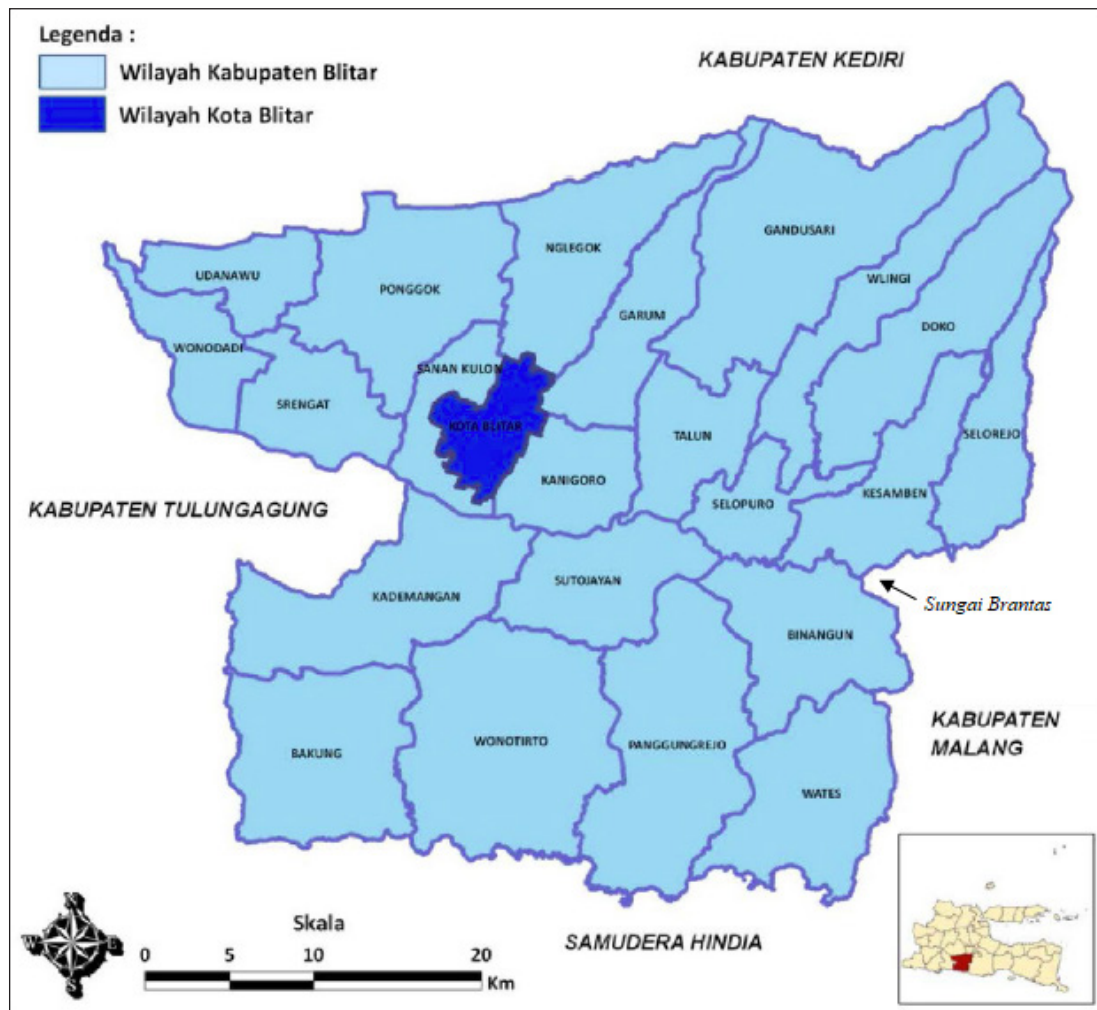 Legenda :
Wilayah Kabupaten Blitar
Wilayah Kota Blitar
KABUPATEN KEDIRI
GANDUSARI
NGLEGOK
UDANAWU
PONGGOK
WLINGI
GARUM
DOKO
WONODADI
SANAN KULON
SRENGAT
KOTA BLITAR
TALUN
SELOREJO
KANIGORO
KESAMBEN
SELOPURO
KABUPATEN TULUNGAGUNG
SUTOJAYAN
KADEMANGAN
Sungai Brantas
BINANGUN
KABUPATEN
MALANG
WONOTIRTO
PANGGUNGREJO
BAKUNG
WATES
N
W E
S
Skala
0 5 10 20
Km
SAMUDERA HINDIA